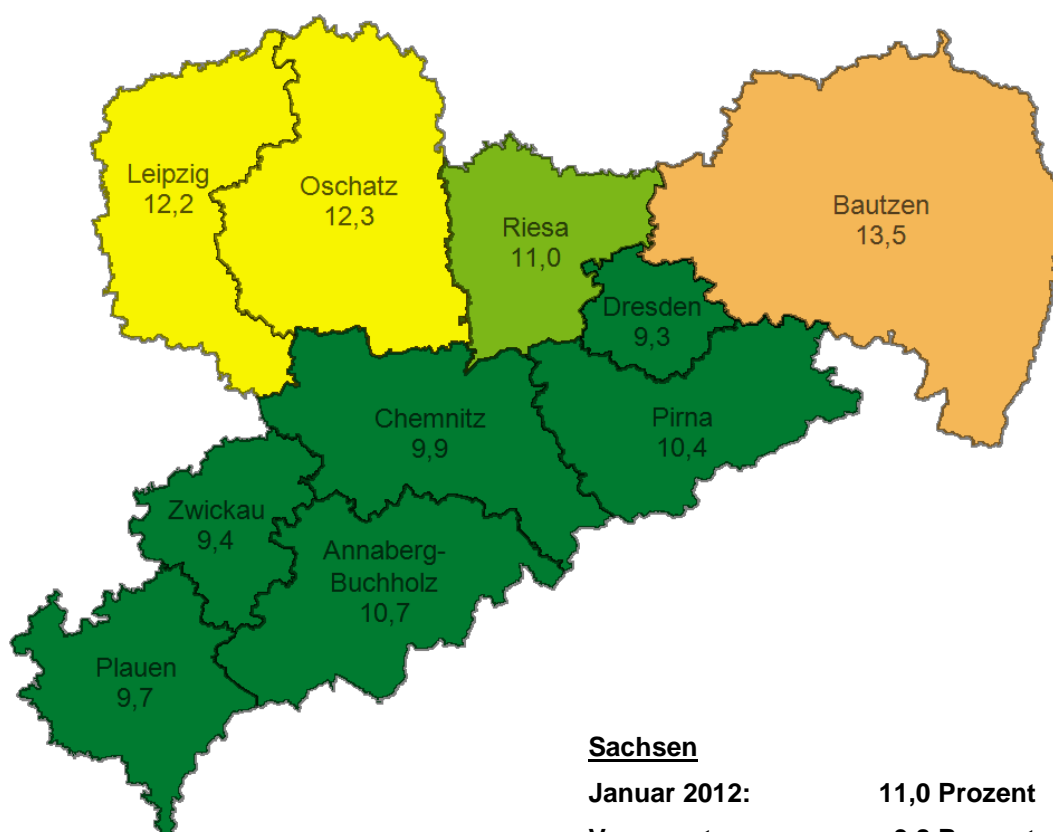 Leipzig
12,2
Oschatz
12,3
Riesa
11,0
Bautzen
13,5
Dresden
9,3
Chemnitz
9,9
Pirna
10,4
Zwickau
9,4
Annaberg-
Buchholz
10,7
Plauen
9,7
Sachsen
Januar 2012: 11,0 Prozent